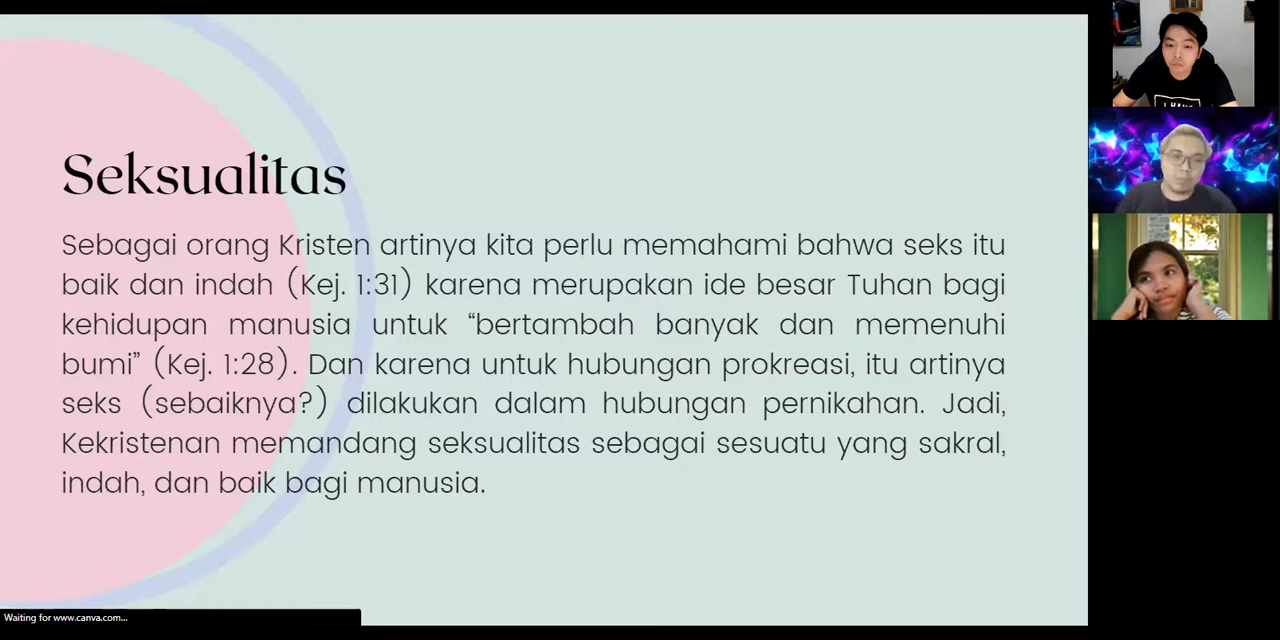 Seksualitas
Sebagai orang Kristen artinya kita perlu memahami bahwa seks itu
baik dan indah (Kej. 1:31) karena merupakan ide besar Tuhan bagi
kehidupan manusia untuk “bertambah banyak dan memenuhi
bumi” (Kej. 1:28). Dan karena untuk hubungan prokreasi, itu artinya
seks (sebaiknya?) dilakukan dalam hubungan pernikahan. Jadi,
Kekristenan memandang seksualitas sebagai sesuatu yang sakral,
indah, dan baik bagi manusia.
Waiting for www.canva.com...